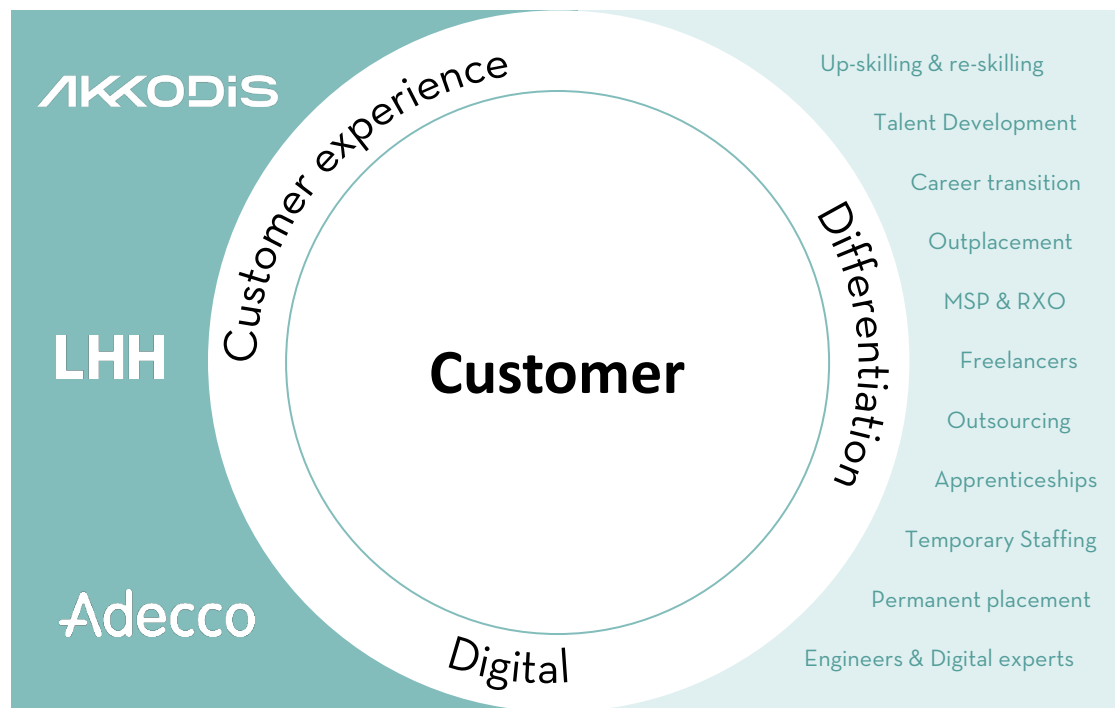 AKKODiS
LHH
Adecco
Customer experience
Differentiation
Digital
Customer
Up-skilling & re-skilling
Talent Development
Career transition
Outplacement
MSP & RXO
Freelancers
Outsourcing
Apprenticeships
Temporary Staffing
Permanent placement
Engineers & Digital experts